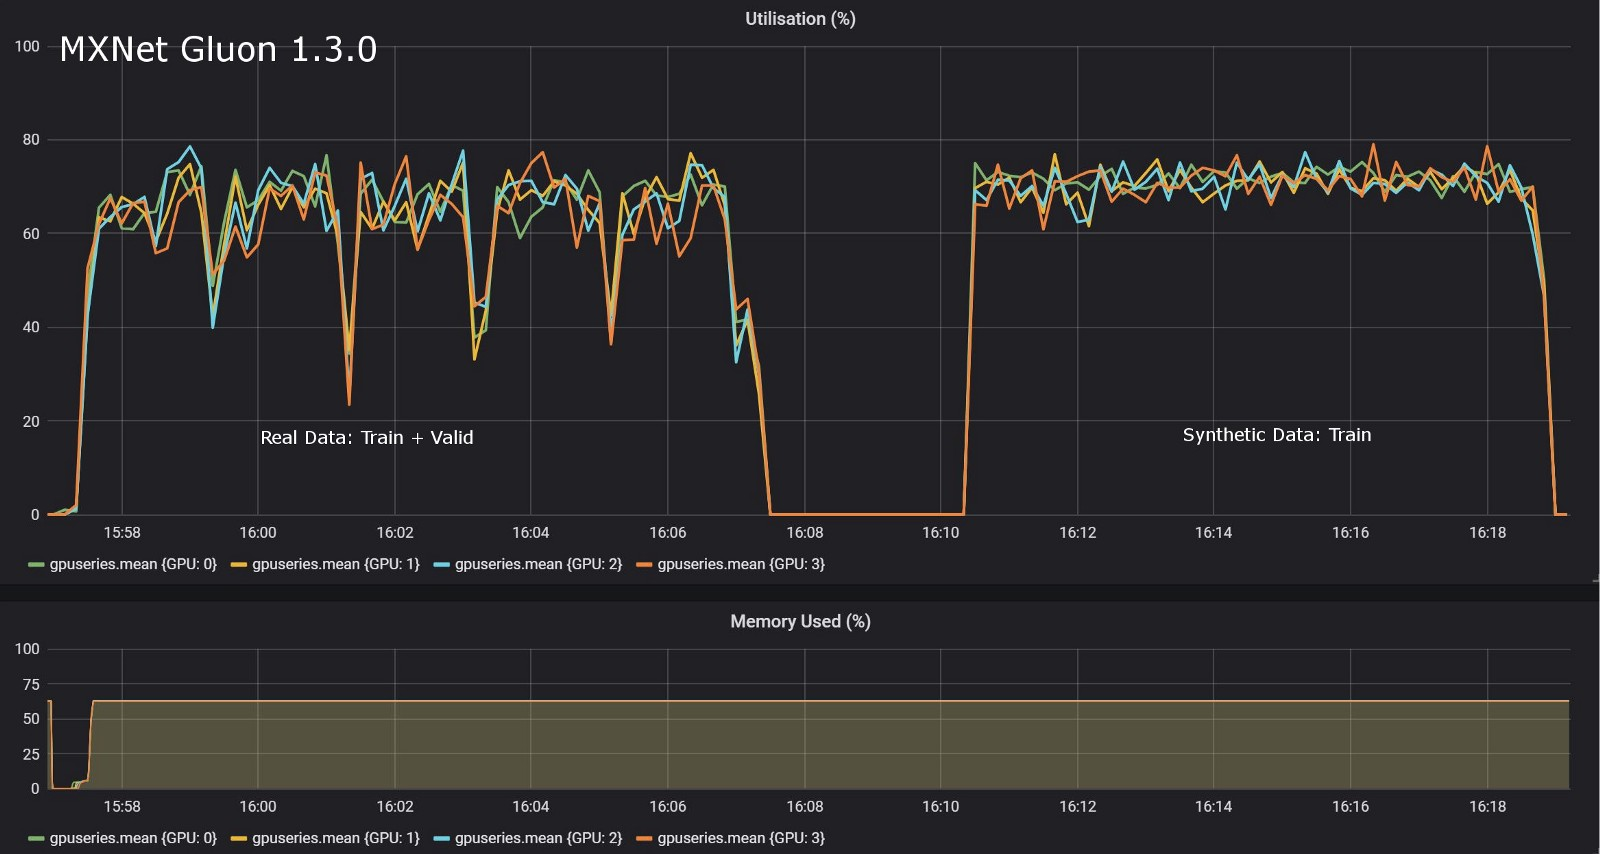 Utilisation (%)
MXNet Gluon 1.3.0
100
80
60
40
20
0
Real Data: Train + Valid
Synthetic Data: Train
15:58 16:00 16:02 16:04 16:06 16:08 16:10 16:12 16:14 16:16 16:18
gpuseries.mean {GPU: 0} gpuseries.mean {GPU: 1} gpuseries.mean {GPU: 2} gpuseries.mean {GPU: 3}
Memory Used (%)
100
75
50
25
0
15:58 16:00 16:02 16:04 16:06 16:08 16:10 16:12 16:14 16:16 16:18
gpuseries.mean {GPU: 0} gpuseries.mean {GPU: 1} gpuseries.mean {GPU: 2} gpuseries.mean {GPU: 3}